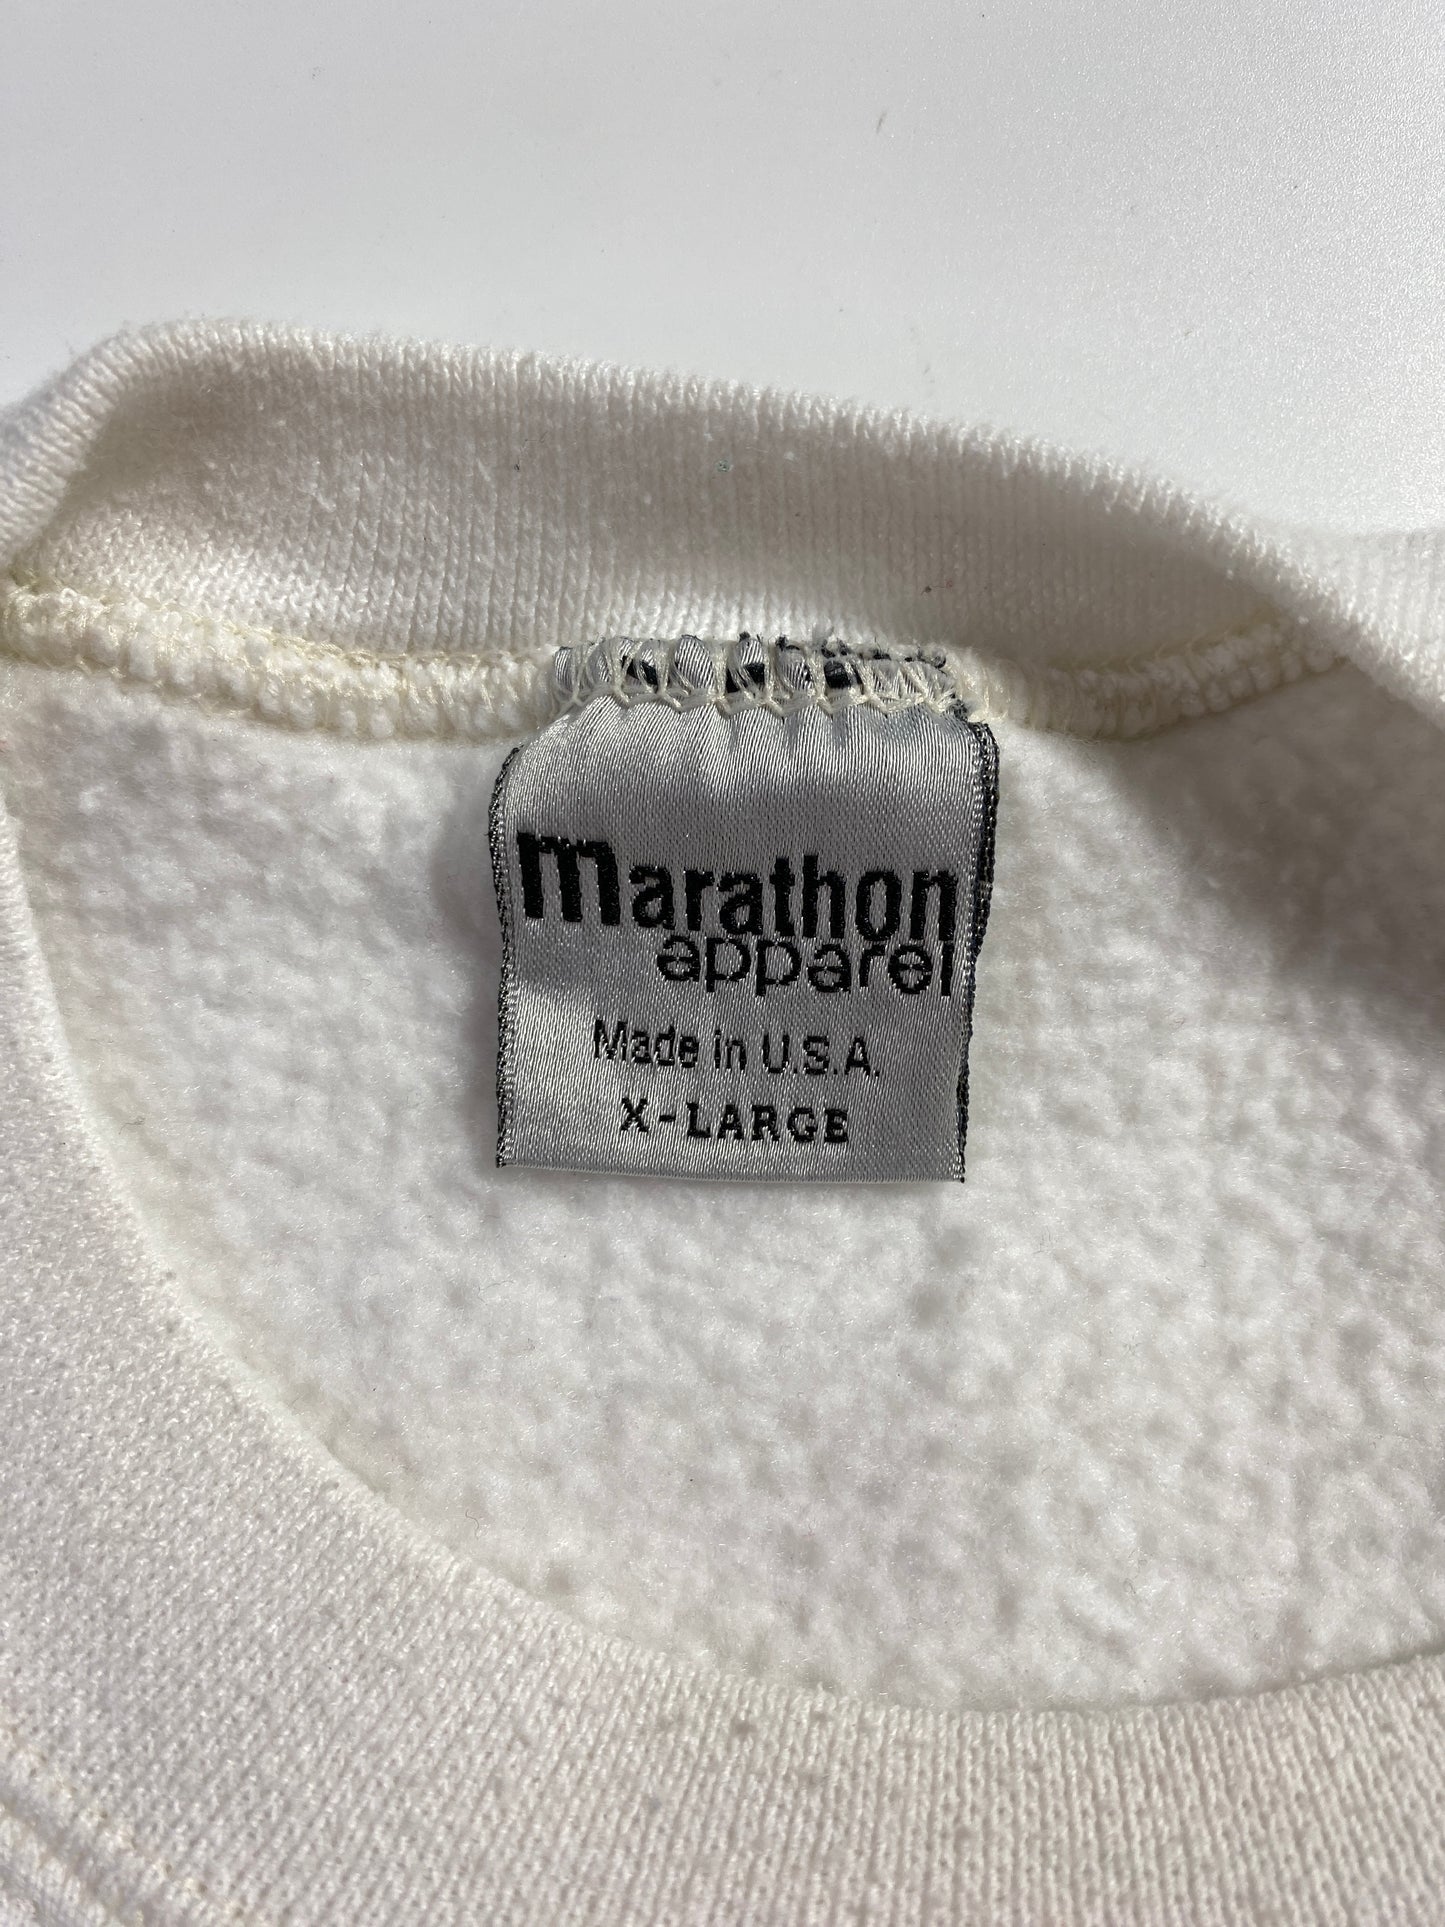 marathon
apparel
Made in U.S.A.
X-LARGE